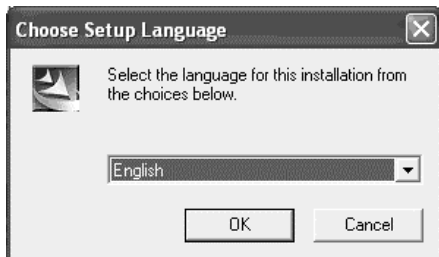 Choose Setup Language
Select the language for this installation from
the choices below.
English
OK
Cancel